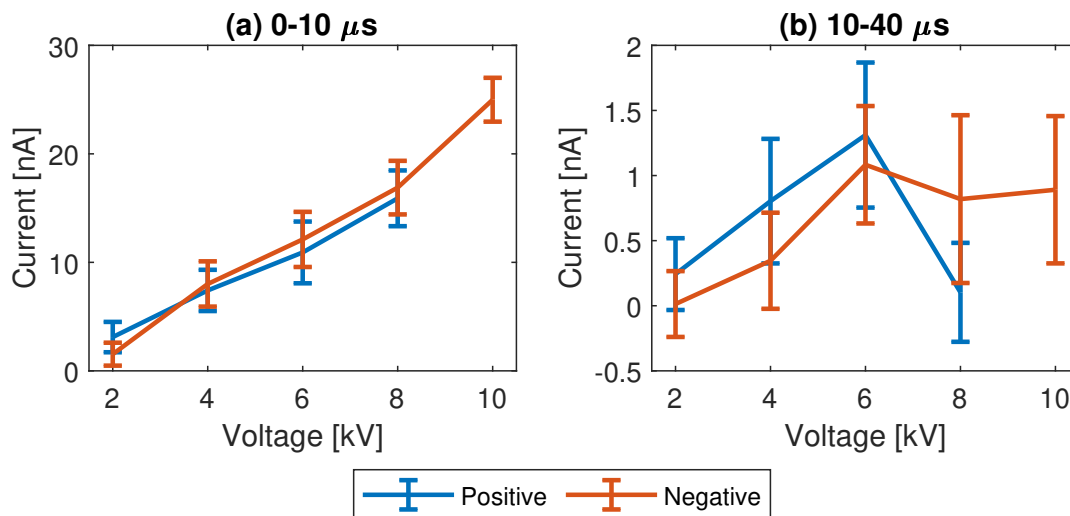 (a) 0-10 μs
30
20
10
0
Current [nA]
2 4 6 8 10
Voltage [kV]
(b) 10-40 μs
2
1.5
1
0.5
0
-0.5
Current [nA]
2 4 6 8 10
Voltage [kV]
Positive Negative